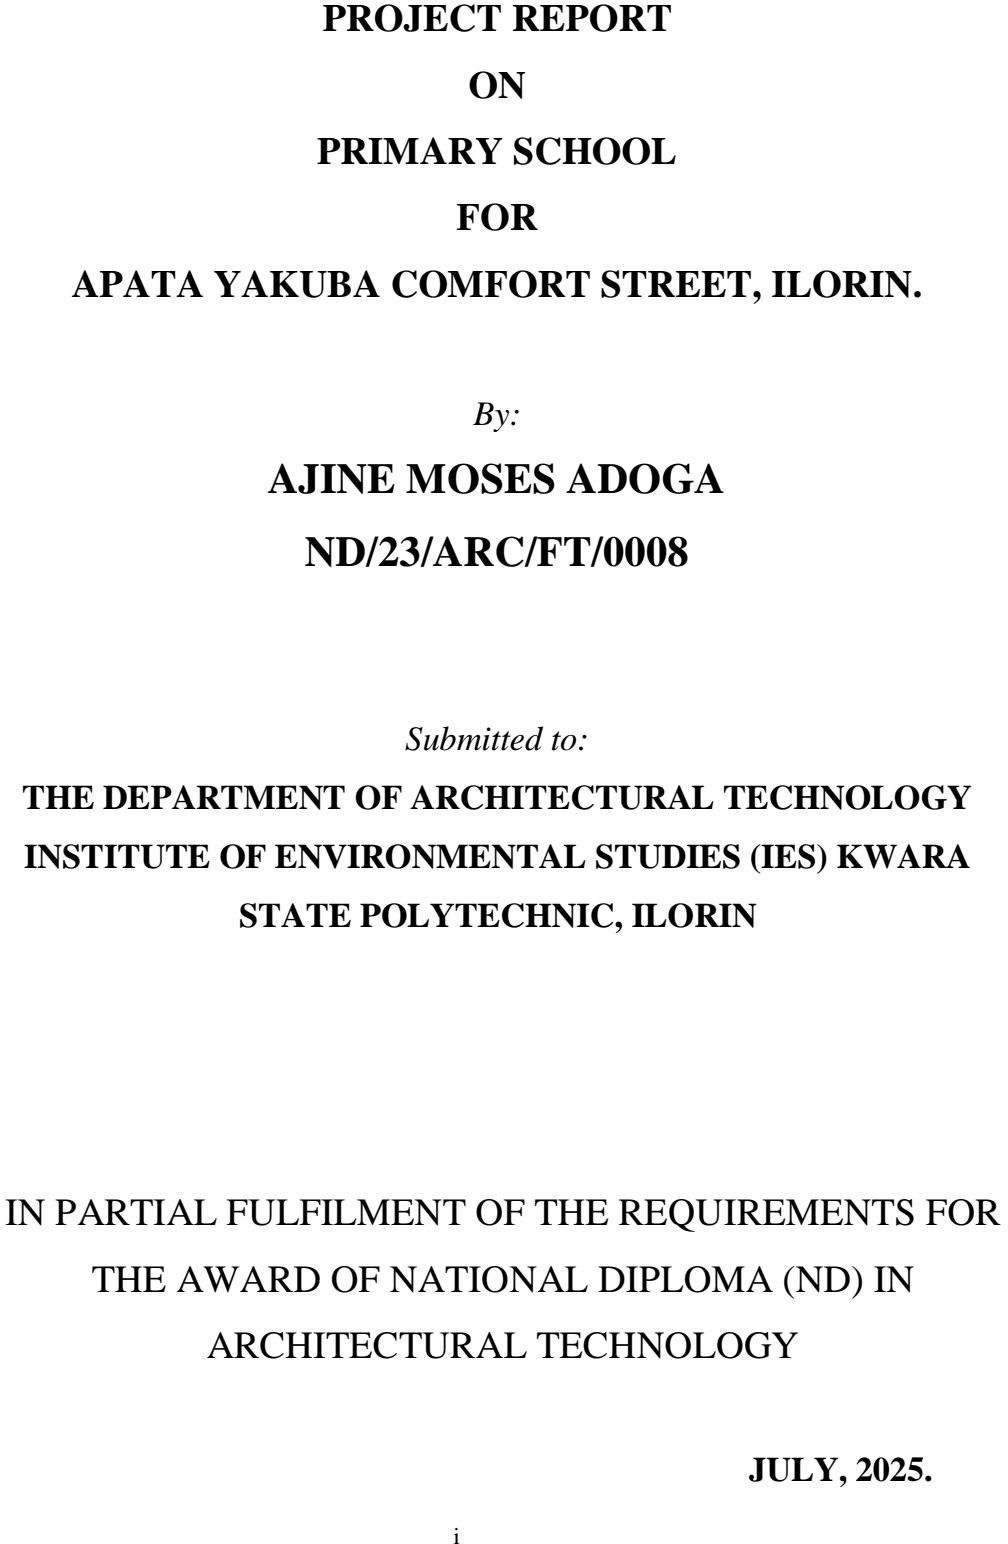 PROJECT REPORT
ON
PRIMARY SCHOOL
FOR
APATA YAKUBA COMFORT STREET, ILORIN.
By:
AJINE MOSES ADOGA
ND/23/ARC/FT/0008
Submitted to:
THE DEPARTMENT OF ARCHITECTURAL TECHNOLOGY
INSTITUTE OF ENVIRONMENTAL STUDIES (IES) KWARA
STATE POLYTECHNIC, ILORIN
IN PARTIAL FULFILMENT OF THE REQUIREMENTS FOR
THE AWARD OF NATIONAL DIPLOMA (ND) IN
ARCHITECTURAL TECHNOLOGY
JULY, 2025.
i